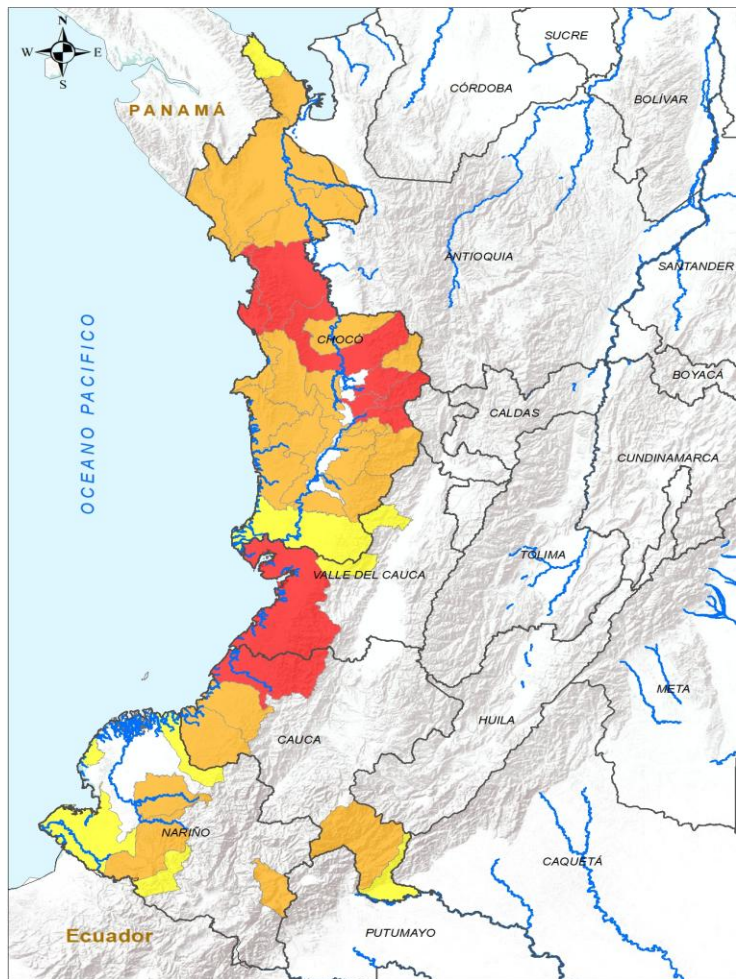 SUCRE
N
W E
S
CÓRDOBA
BOLÍVAR
PANAMÁ
ANTIOQUIA
SANTANDER
OCEANO PACIFICO
CHOCÓ
BOYACÁ
CALDAS
CUNDINAMARCA
TOLIMA
VALLE DEL CAUCA
META
HUILA
CAUCA
NARIÑO
CAQUETÁ
Ecuador
PUTUMAYO